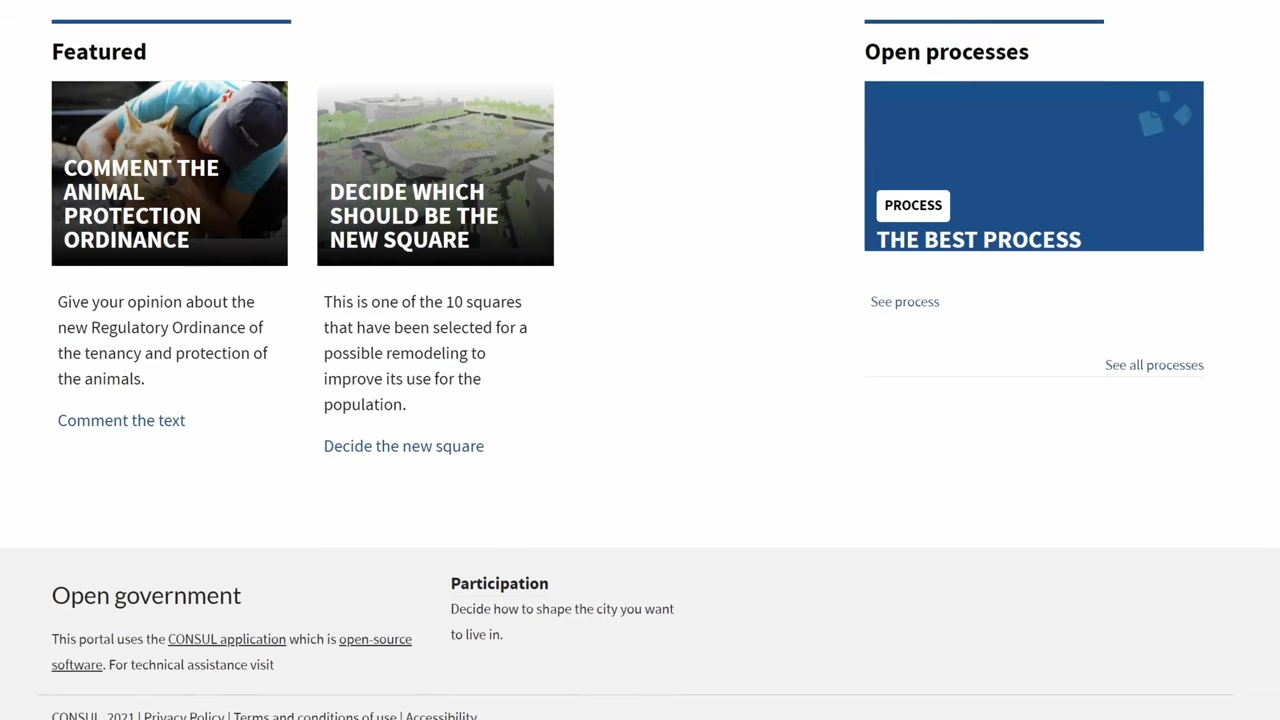 Featured
COMMENT THE
ANIMAL
PROTECTION
ORDINANCE
Give your opinion about the
new Regulatory Ordinance of
the tenancy and protection of
the animals.
Comment the text
DECIDE WHICH
SHOULD BE THE
NEW SQUARE
This is one of the 10 squares
that have been selected for a
possible remodeling to
improve its use for the
population.
Decide the new square
Open processes
PROCESS
THE BEST PROCESS
See process
See all processes
Open government
This portal uses the CONSUL application which is open-source
software. For technical assistance visit
Participation
Decide how to shape the city you want
to live in.
CONSUL, 2021 | Privacy Policy | Terms and conditions of use | Accessibility